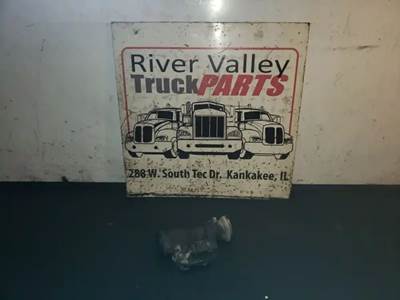 River Valley
TruckPARTS
288 W. South Tec Dr. Kankakee, IL